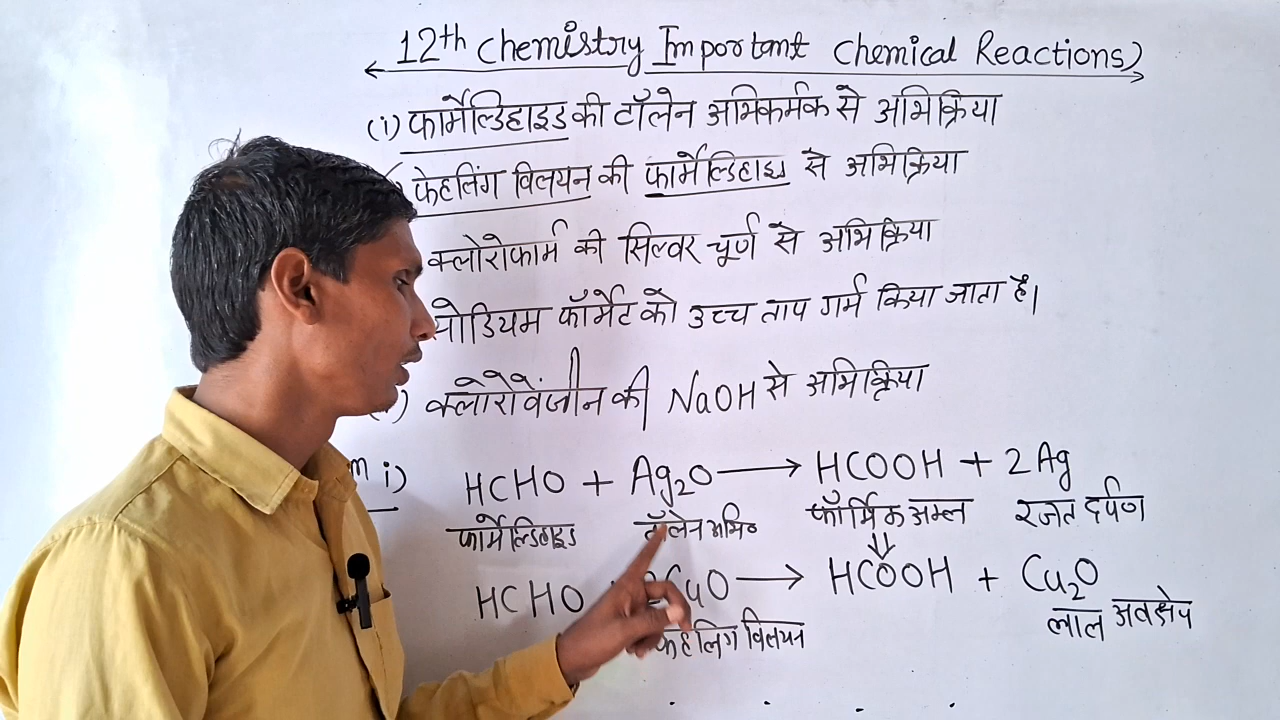 12th Chemistry Important Chemical Reactions)
(i) फार्मेल्डिहाइड की टॉलेन अभिकर्मक से अभिक्रिया
फेहलिंग विलयन की फार्मेल्डिहाइड से अभिक्रिया
क्लोरोफार्म की सिल्वर चूर्ण से अभिक्रिया
सोडियम फॉर्मेट को उच्च ताप गर्म किया जाता है।
) क्लोरोवेंजीन की NaOH से अभिक्रिया
i) HCHO + Ag₂O → HCOOH + 2Ag
फार्मेल्डिहाइड टॉलेन अभि० फॉर्मिक अम्ल रजत दर्पण
HCHO 2CuO → HCOOH + Cu₂O
फेहलिंग विलयन लाल अवक्षेप